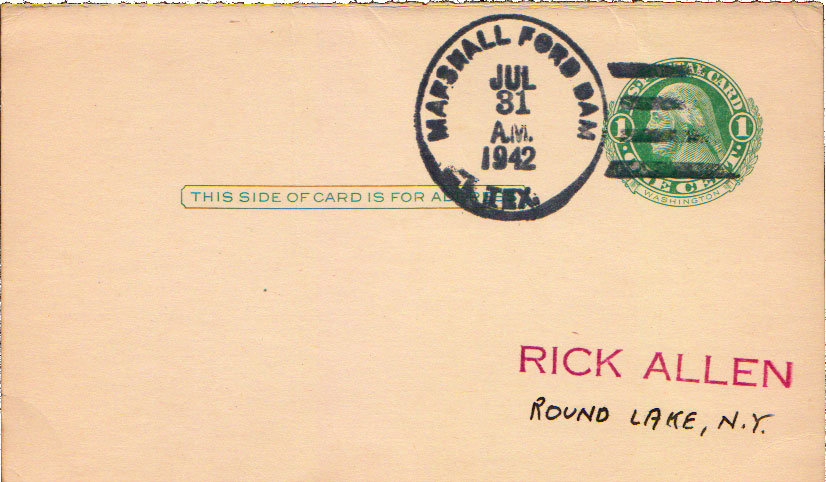 MARSHALL FORD DAM
JUL
31
A.M.
1942
TEX.
U.S. POSTAL CARD
1 1
ONE CENT
WASHINGTON
THIS SIDE OF CARD IS FOR ADDRESS
RICK ALLEN
ROUND LAKE, N.Y.